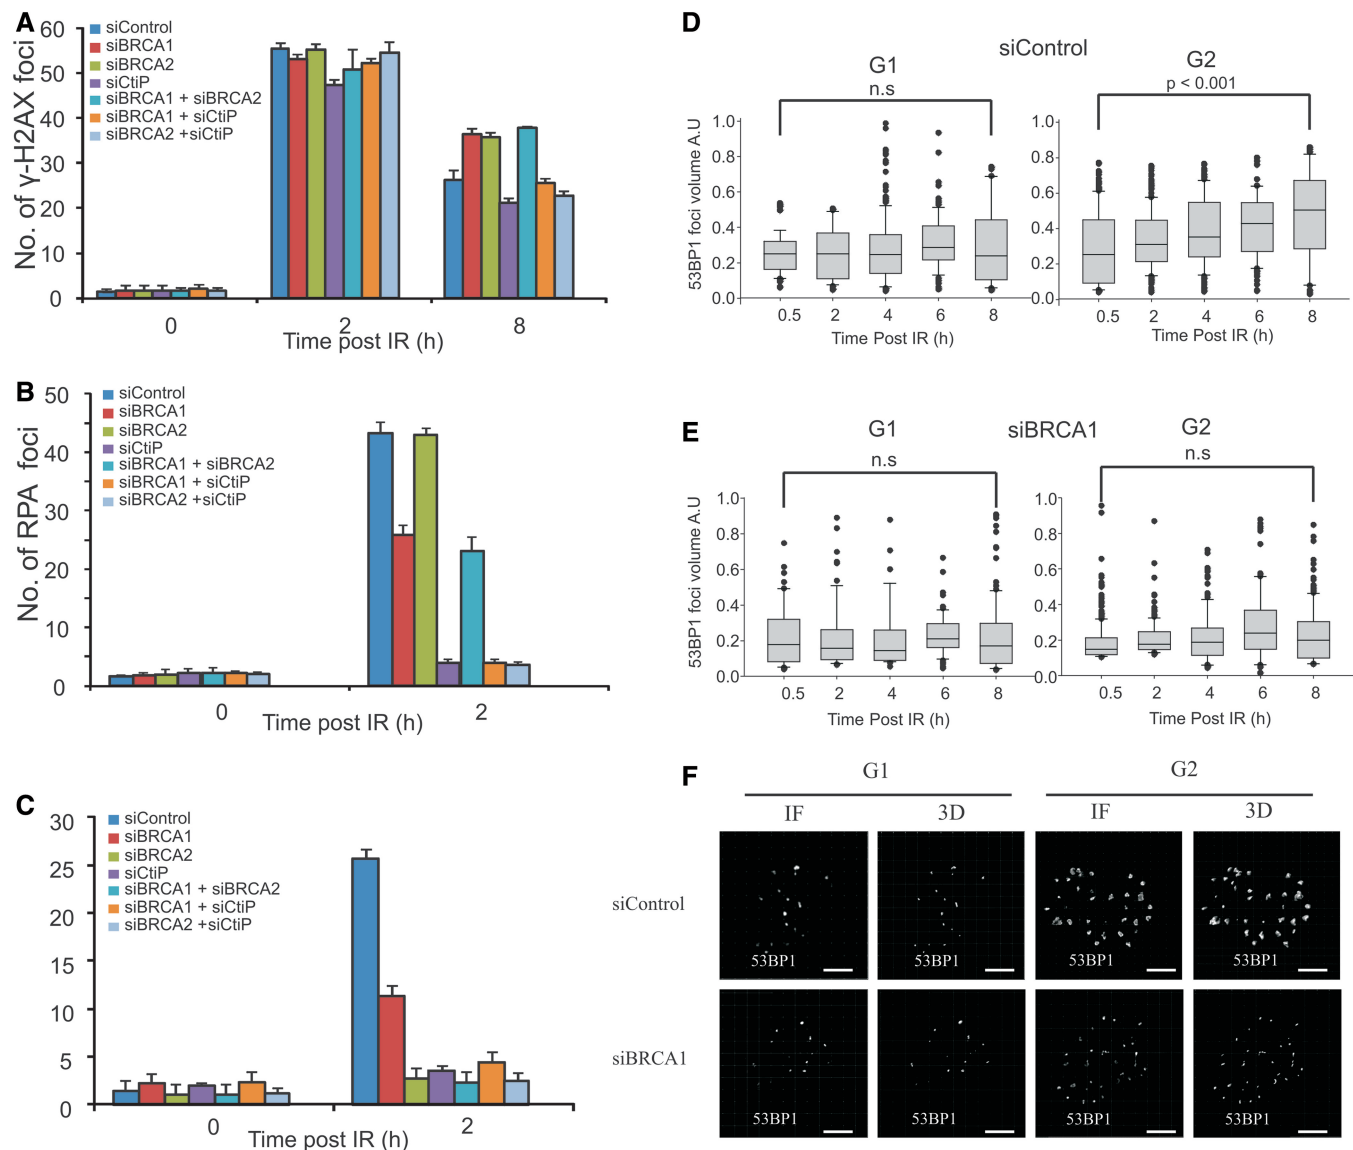 A
No. of γ-H2AX foci
60
50
40
30
20
10
0
siControl
siBRCA1
siBRCA2
siCtiP
siBRCA1 + siBRCA2
siBRCA1 + siCtiP
siBRCA2 +siCtiP
0
2
8
Time post IR (h)
B
No. of RPA foci
50
40
30
20
10
0
siControl
siBRCA1
siBRCA2
siCtiP
siBRCA1 + siBRCA2
siBRCA1 + siCtiP
siBRCA2 +siCtiP
0
2
Time post IR (h)
C
30
25
20
15
10
5
0
siControl
siBRCA1
siBRCA2
siCtiP
siBRCA1 + siBRCA2
siBRCA1 + siCtiP
siBRCA2 +siCtiP
0
2
Time post IR (h)
D
siControl
G1
n.s
53BP1 foci volume A.U
1.0
0.8
0.6
0.4
0.2
0.0
0.5 2 4 6 8
Time Post IR (h)
G2
p < 0.001
1.0
0.8
0.6
0.4
0.2
0.0
0.5 2 4 6 8
Time Post IR (h)
E
siBRCA1
G1
n.s
53BP1 foci volume A.U
1.0
0.8
0.6
0.4
0.2
0.0
0.5 2 4 6 8
Time Post IR (h)
G2
n.s
1.0
0.8
0.6
0.4
0.2
0.0
0.5 2 4 6 8
Time Post IR (h)
F
G1 G2
IF 3D IF 3D
siControl
53BP1 53BP1 53BP1 53BP1
siBRCA1
53BP1 53BP1 53BP1 53BP1